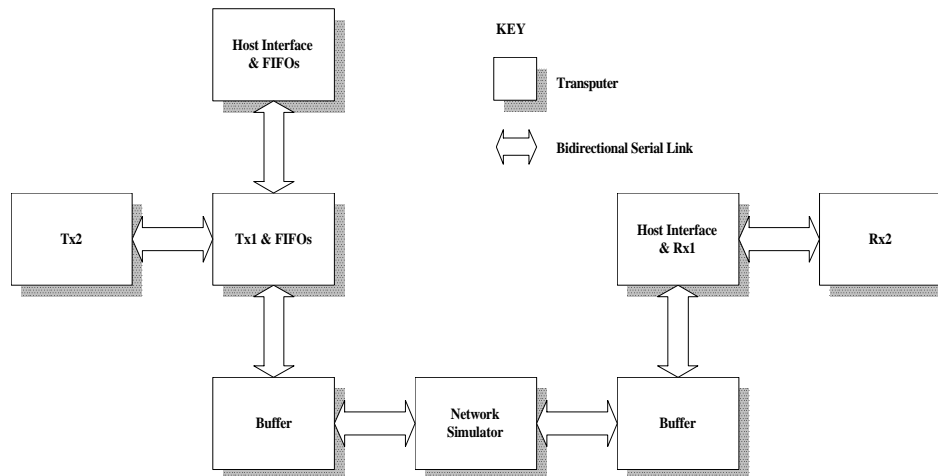 Host Interface
& FIFOs
KEY
Transputer
Bidirectional Serial Link
Tx2
Tx1 & FIFOs
Host Interface
& Rx1
Rx2
Buffer
Network
Simulator
Buffer